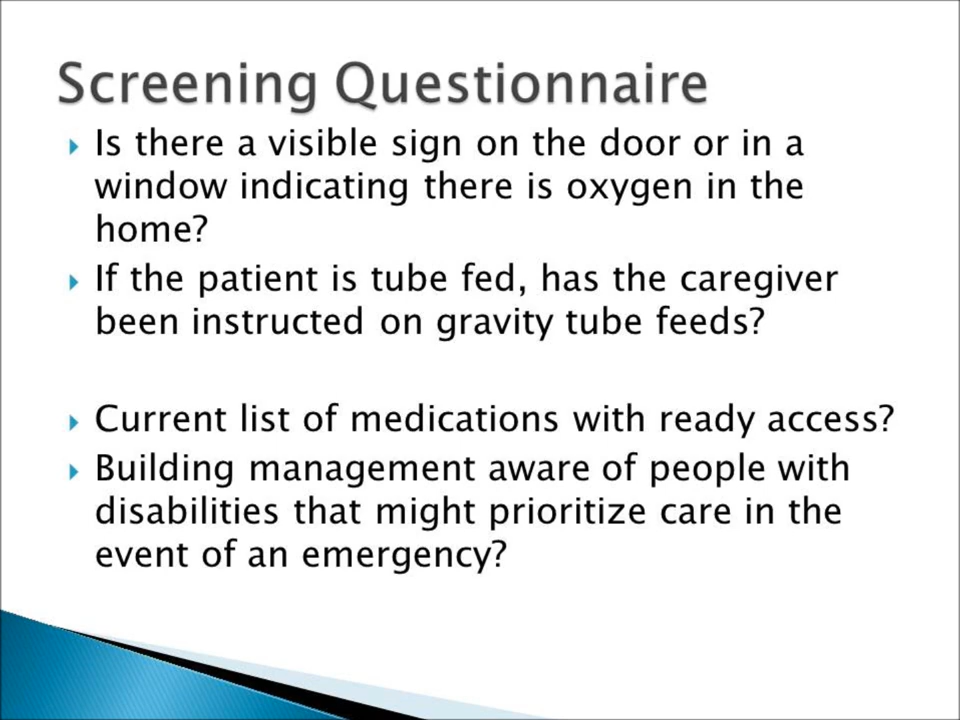 Screening Questionnaire
Is there a visible sign on the door or in a
window indicating there is oxygen in the
home?
If the patient is tube fed, has the caregiver
been instructed on gravity tube feeds?
Current list of medications with ready access?
Building management aware of people with
disabilities that might prioritize care in the
event of an emergency?